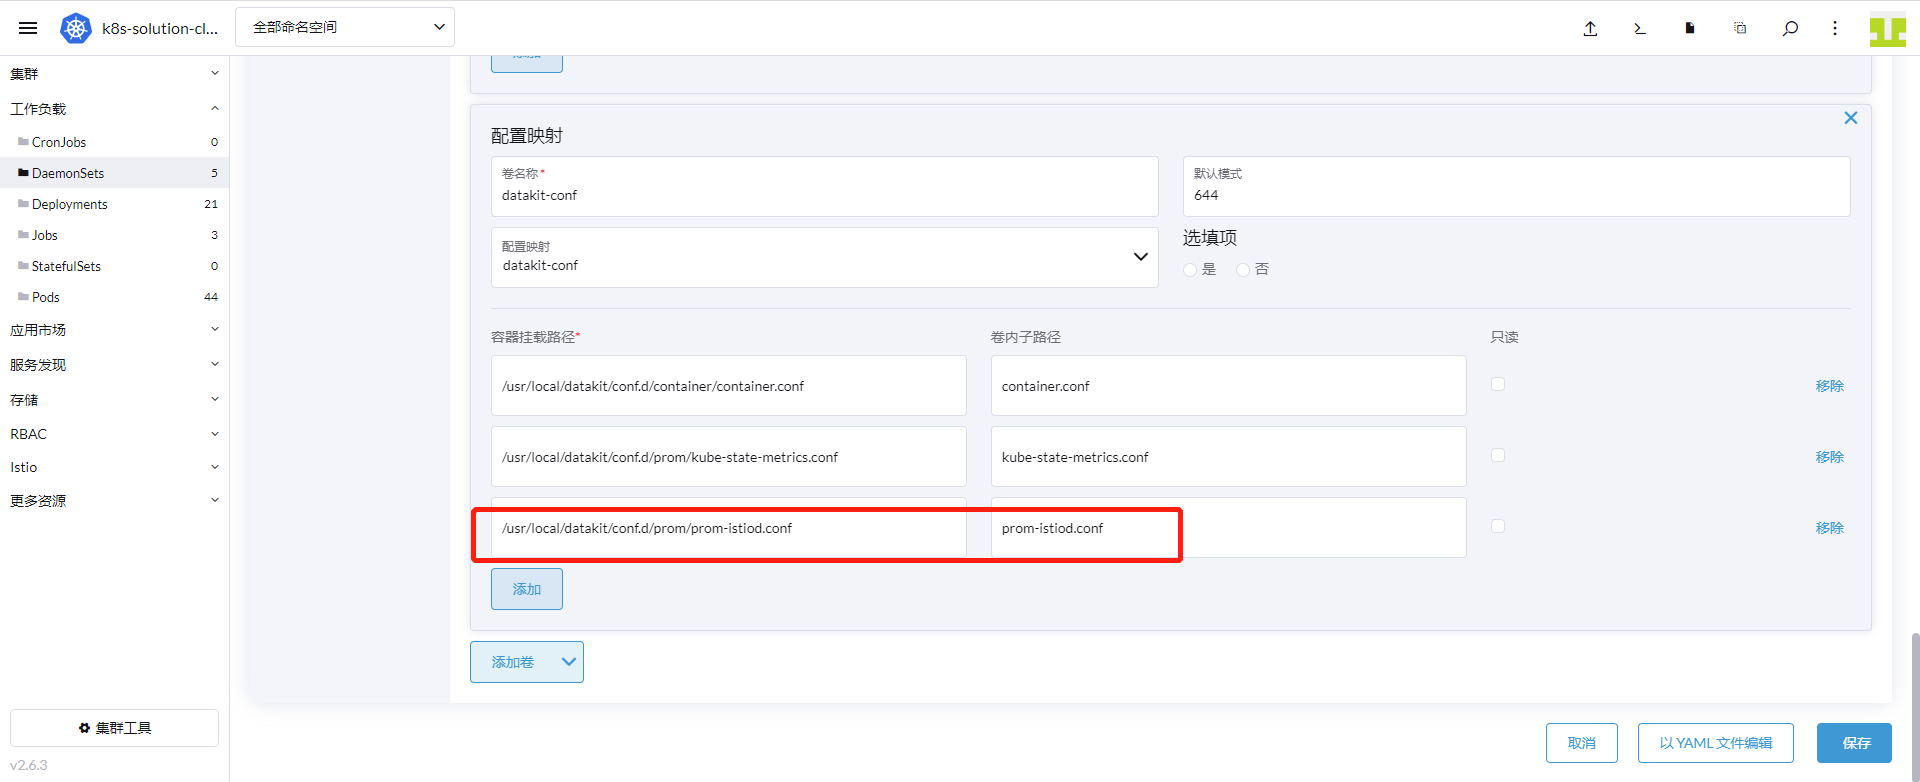 k8s-solution-cl...
全部命名空间
集群
工作负载
CronJobs 0
DaemonSets 5
Deployments 21
Jobs 3
StatefulSets 0
Pods 44
应用市场
服务发现
存储
RBAC
Istio
更多资源
集群工具
v2.6.3
配置映射
卷名称*
datakit-conf
默认模式
644
配置映射
datakit-conf
选填项
是 否
容器挂载路径* 卷内子路径 只读
/usr/local/datakit/conf.d/container/container.conf container.conf 移除
/usr/local/datakit/conf.d/prom/kube-state-metrics.conf kube-state-metrics.conf 移除
/usr/local/datakit/conf.d/prom/prom-istiod.conf prom-istiod.conf 移除
添加
添加卷
取消 以 YAML 文件编辑 保存